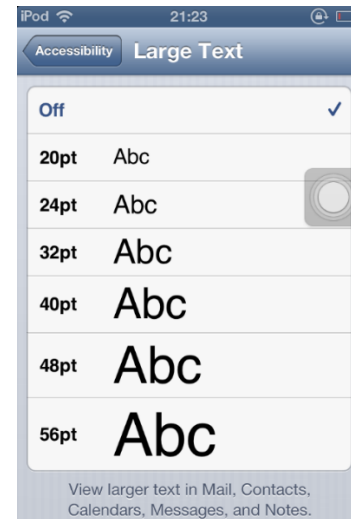 iPod 21:23
Accessibility Large Text
Off
20pt Abc
24pt Abc
32pt Abc
40pt Abc
48pt Abc
56pt Abc
View larger text in Mail, Contacts,
Calendars, Messages, and Notes.